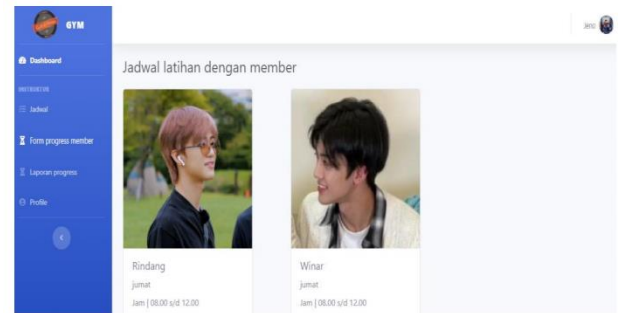 GYM
Jeno
Dashboard
Jadwal latihan dengan member
INSTRUKTUR
Jadwal
Form progress member
Laporan progress
Profile
Rindang
Winar
jumat
jumat
Jam | 08.00 s/d 12.00
Jam | 08.00 s/d 12.00